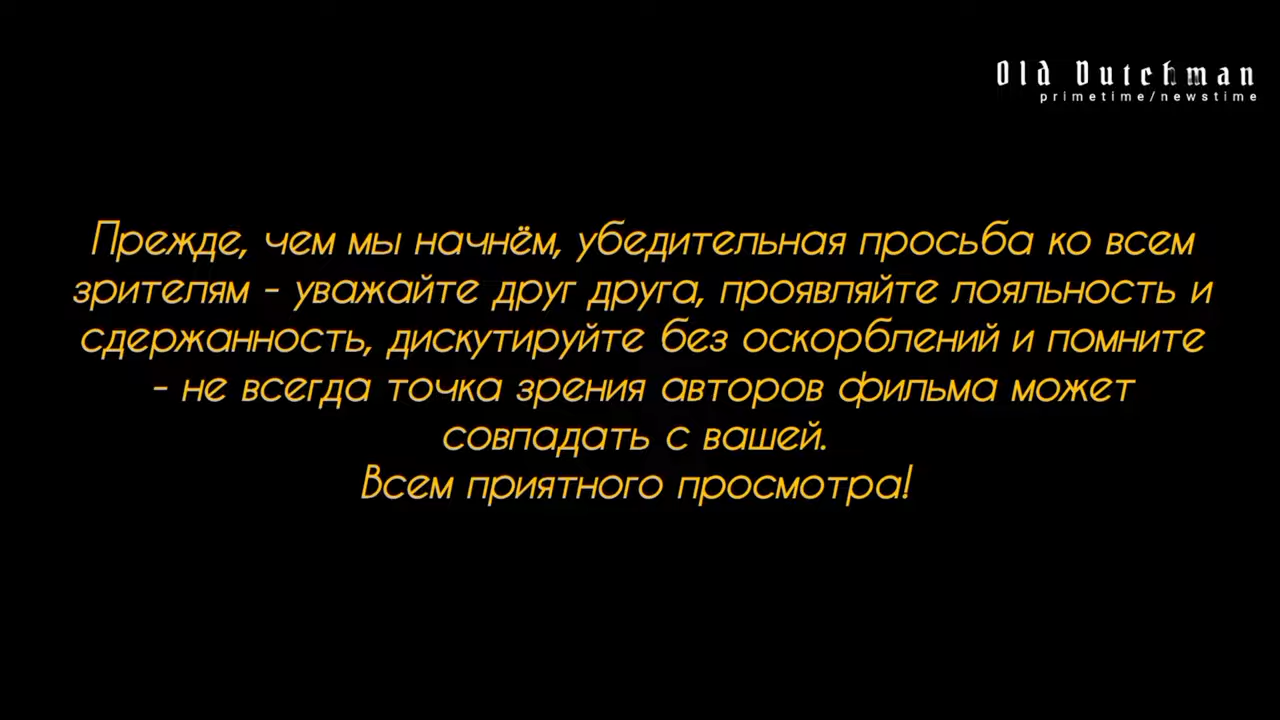 Old Dutchman
primetime/newstime
Прежде, чем мы начнём, убедительная просьба ко всем
зрителям - уважайте друг друга, проявляйте лояльность и
сдержанность, дискутируйте без оскорблений и помните
- не всегда точка зрения авторов фильма может
совпадать с вашей.
Всем приятного просмотра!